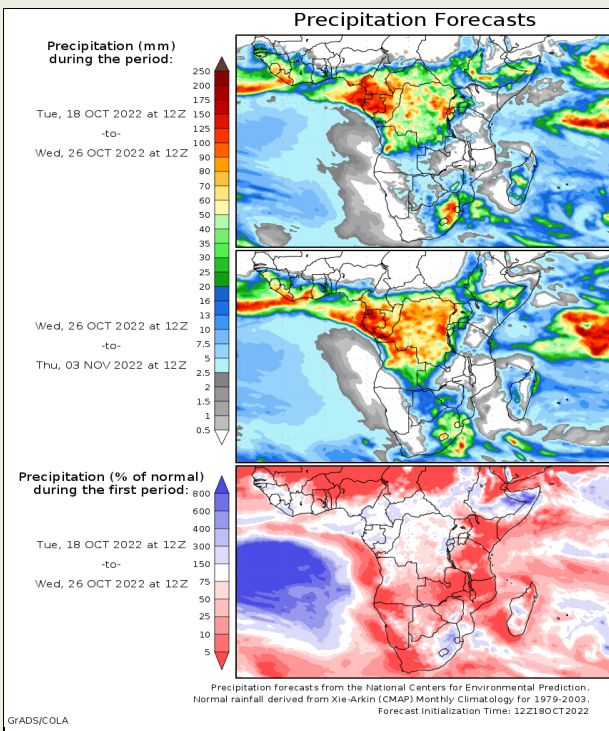 Precipitation Forecasts
Precipitation (mm)
during the period:
Tue, 18 OCT 2022 at 12Z
-to-
Wed, 26 OCT 2022 at 12Z
250
200
175
150
125
100
90
80
70
60
50
40
35
30
25
20
16
13
10
7.5
5
2.5
2
1.5
1
0.5
Wed, 26 OCT 2022 at 12Z
-to-
Thu, 03 NOV 2022 at 12Z
Precipitation (% of normal)
during the first period:
Tue, 18 OCT 2022 at 12Z
-to-
Wed, 26 OCT 2022 at 12Z
800
600
400
300
150
75
50
25
10
5
Precipitation forecasts from the National Centers for Environmental Prediction.
Normal rainfall derived from Xie-Arkin (CMAP) Monthly Climatology for 1979-2003.
Forecast Initialization Time: 12Z18OCT2022
GrADS/COLA